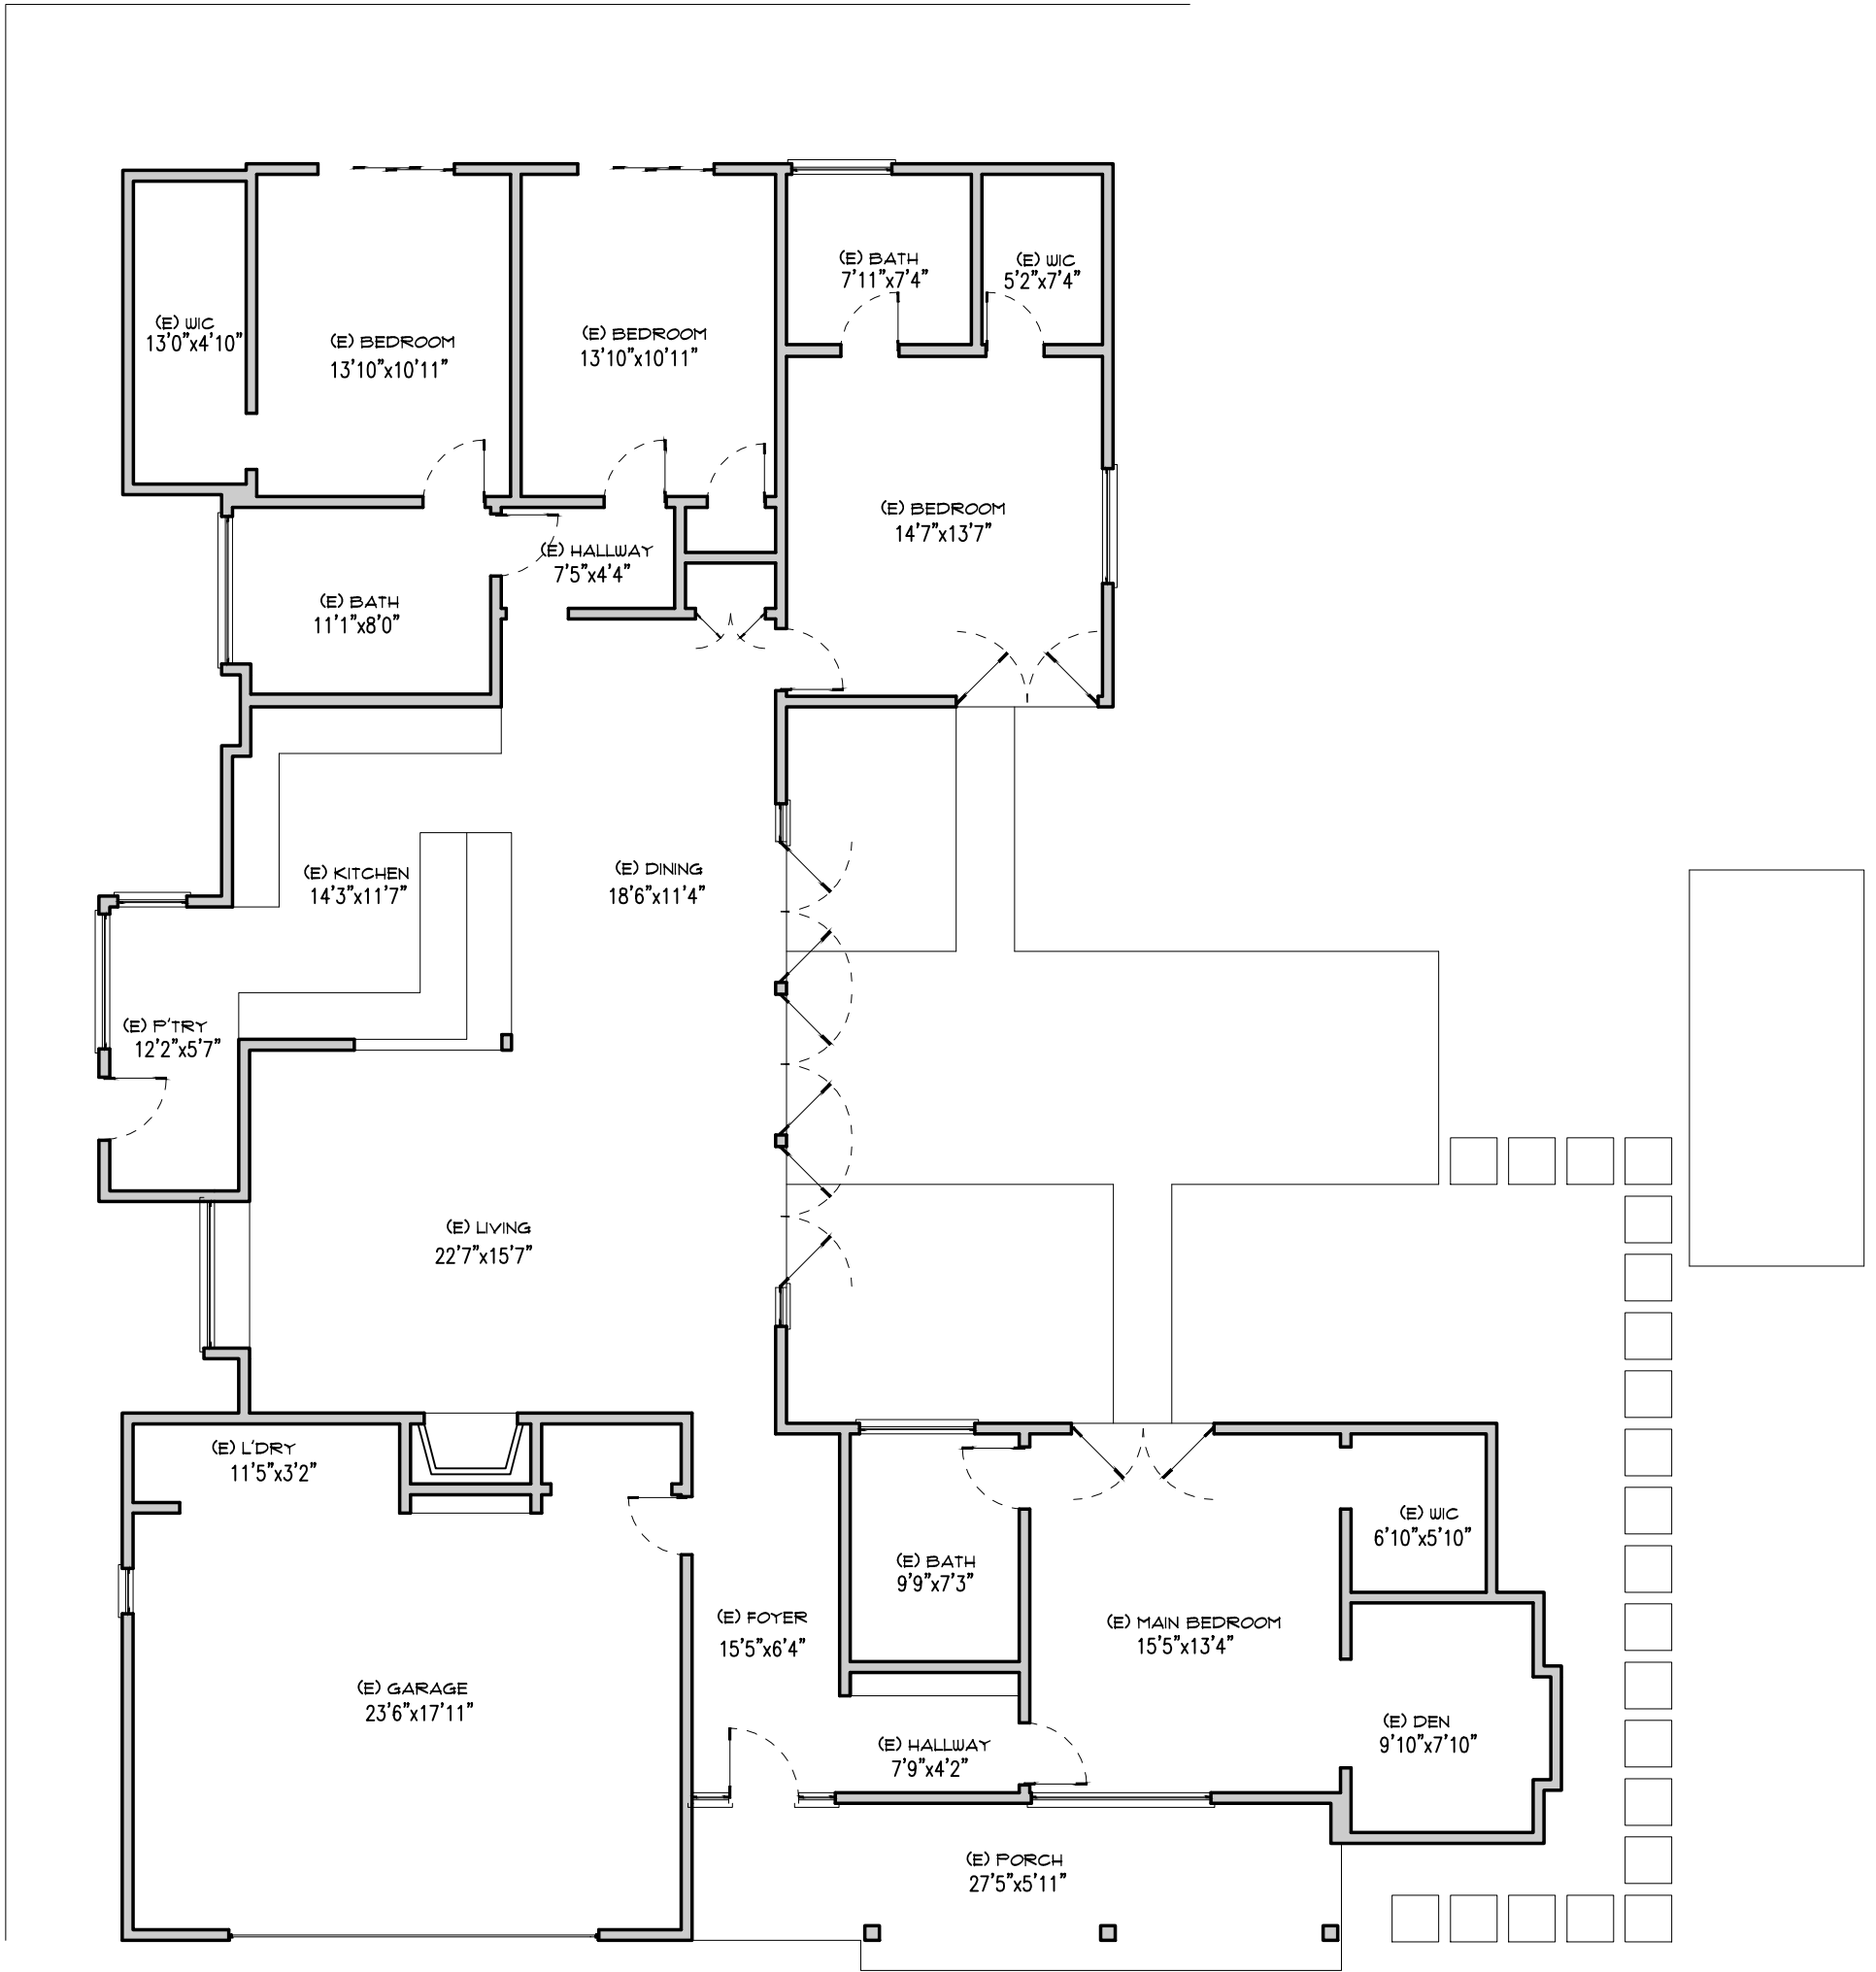 (E) BATH
7'11"x7'4"
(E) WIC
5'2"x7'4"
(E) WIC
13'0"x4'10"
(E) BEDROOM
13'10"x10'11"
(E) BEDROOM
13'10"x10'11"
(E) BEDROOM
14'7"x13'7"
(E) HALLWAY
7'5"x4'4"
(E) BATH
11'1"x8'0"
(E) KITCHEN
14'3"x11'7"
(E) DINING
18'6"x11'4"
(E) P'TRY
12'2"x5'7"
(E) LIVING
22'7"x15'7"
(E) L'DRY
11'5"x3'2"
(E) WIC
6'10"x5'10"
(E) BATH
9'9"x7'3"
(E) FOYER
15'5"x6'4"
(E) MAIN BEDROOM
15'5"x13'4"
(E) GARAGE
23'6"x17'11"
(E) DEN
9'10"x7'10"
(E) HALLWAY
7'9"x4'2"
(E) PORCH
27'5"x5'11"